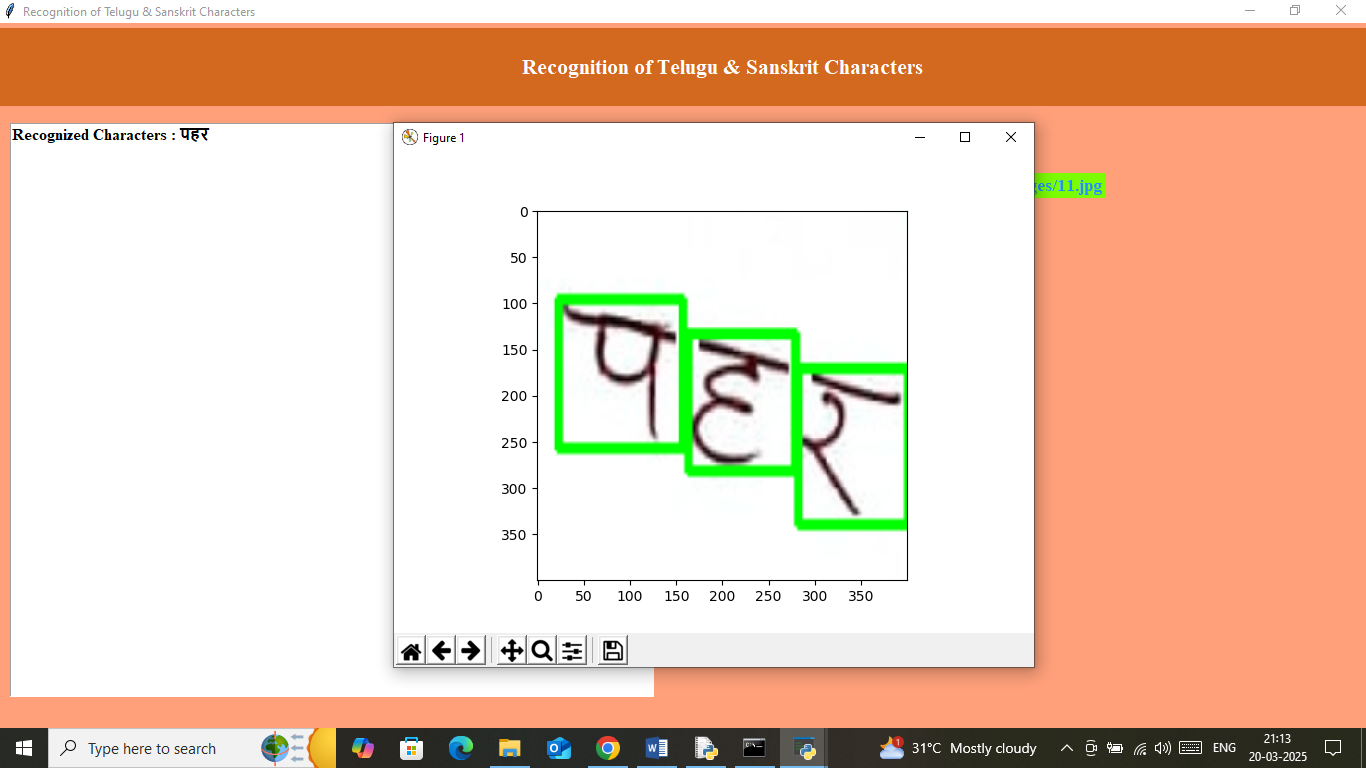 Recognition of Telugu & Sanskrit Characters
Recognition of Telugu & Sanskrit Characters
Recognized Characters : पहर
Figure 1
ges/11.jpg
0
50
100
150
200
250
300
350
0 50 100 150 200 250 300 350
पहर
Type here to search
1
31°C Mostly cloudy
ENG
21:13
20-03-2025